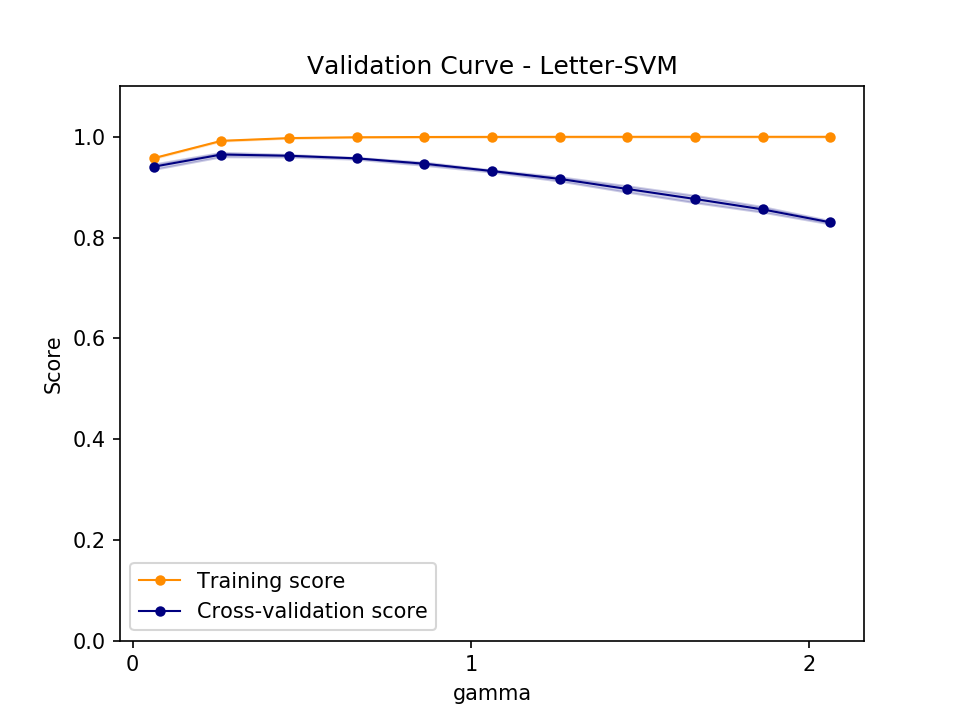 Validation Curve - Letter-SVM
1.0
0.8
0.6
0.4
0.2
0.0
Score
Training score
Cross-validation score
0 1 2
gamma